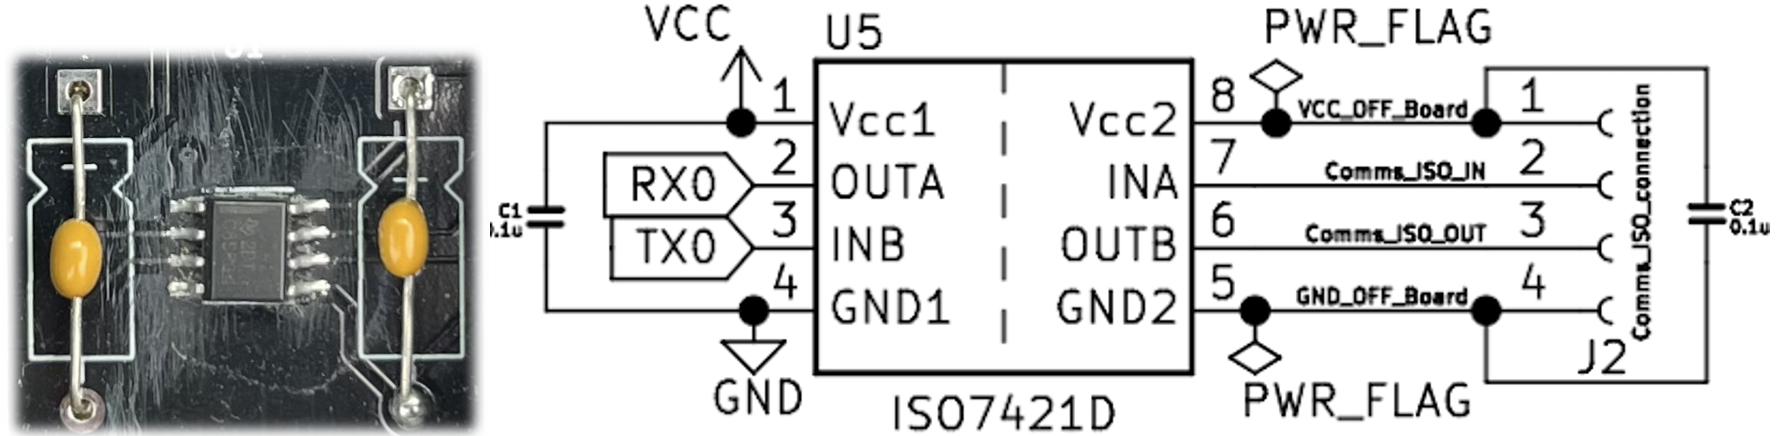 VCC
U5
PWR_FLAG
1
Vcc1
Vcc2
8
VCC_OFF_Board
1
RX0
2
OUTA
INA
7
Comms_ISO_IN
2
C1
TX0
3
INB
OUTB
6
Comms_ISO_OUT
3
C2
0.1u
4
GND1
GND2
5
GND_OFF_Board
4
Comms_ISO_connection
J2
GND
ISO7421D
PWR_FLAG